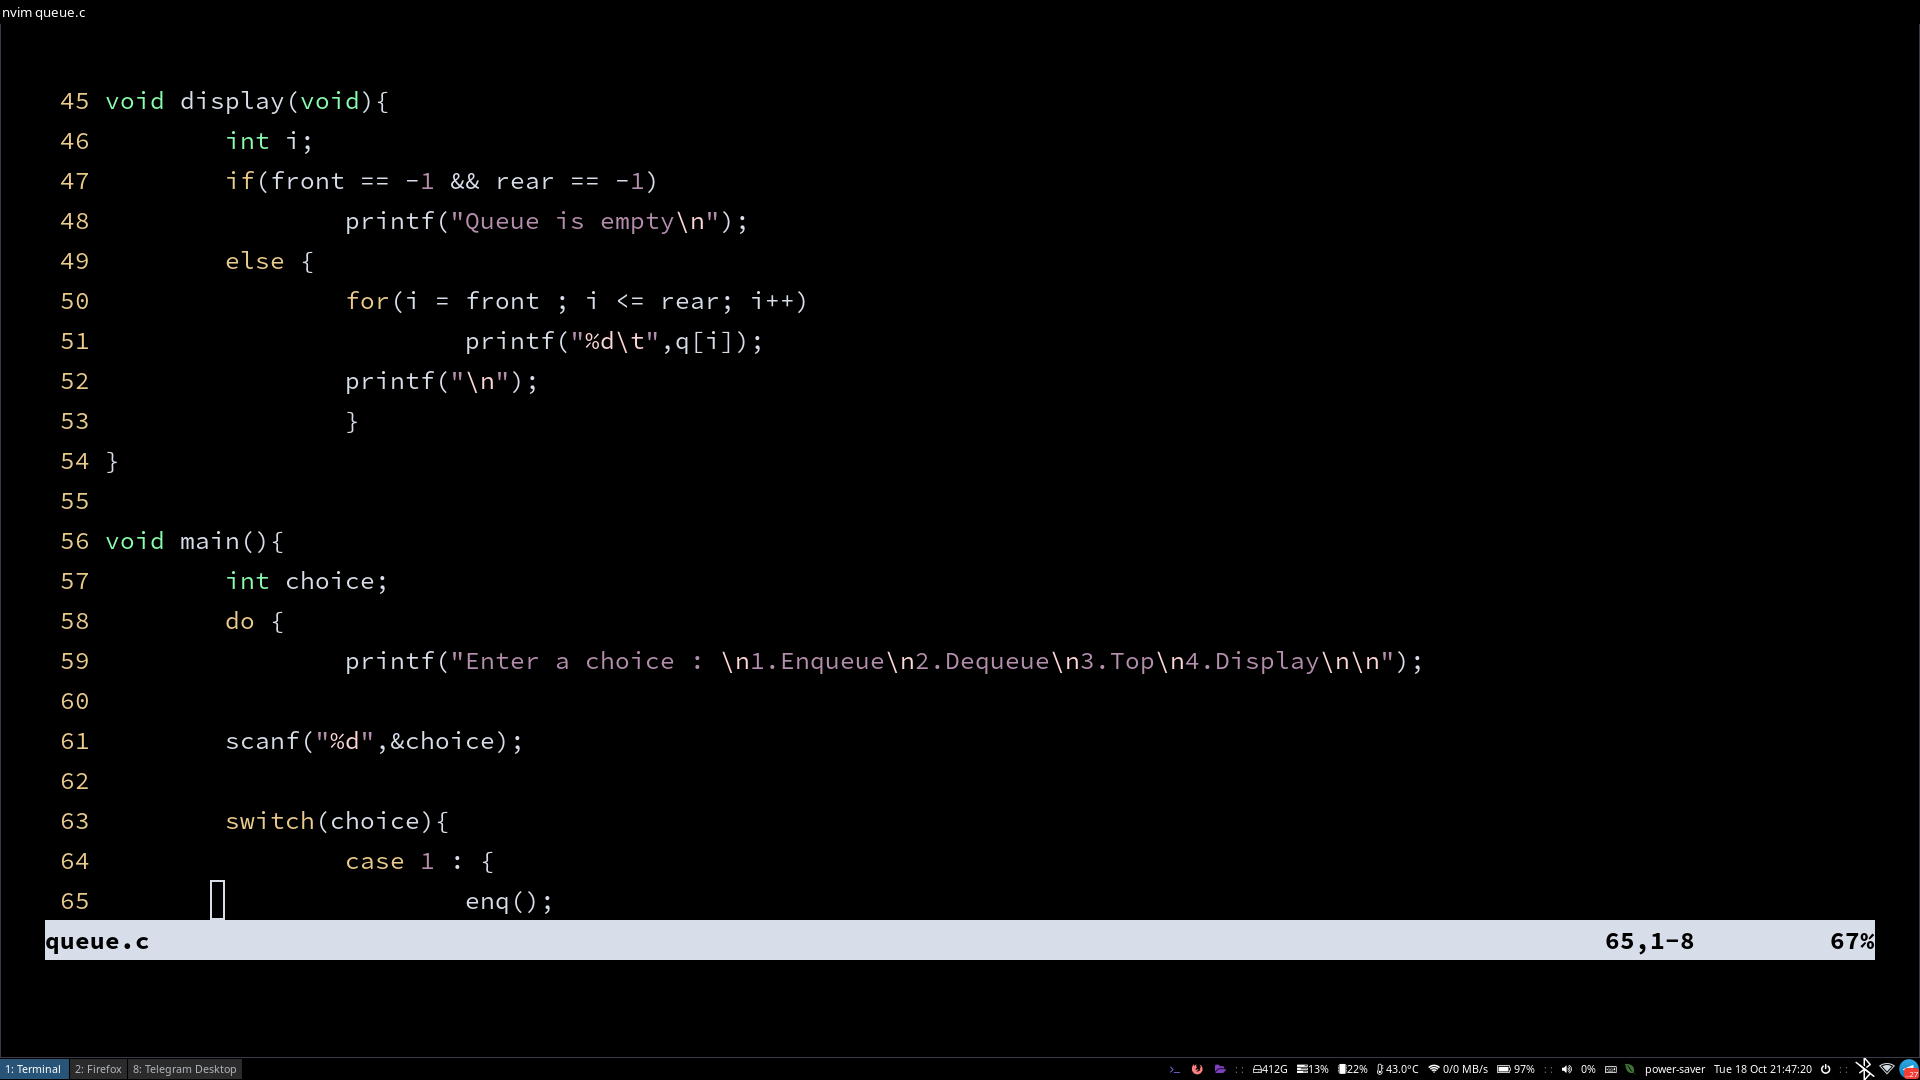 nvim queue.c
45 void display(void){
46         int i;
47         if(front == -1 && rear == -1)
48                 printf("Queue is empty\n");
49         else {
50                 for(i = front ; i <= rear; i++)
51                         printf("%d\t",q[i]);
52                 printf("\n");
53                 }
54 }
55
56 void main(){
57         int choice;
58         do {
59                 printf("Enter a choice : \n1.Enqueue\n2.Dequeue\n3.Top\n4.Display\n\n");
60
61         scanf("%d",&choice);
62
63         switch(choice){
64                 case 1 : {
65                         enq();
queue.c 65,1-8 67%
1: Terminal 2: Firefox 8: Telegram Desktop >_ :: 412G 13% 22% 43.0°C 0/0 MB/s 97% :: 0% power-saver Tue 18 Oct 21:47:20 :: 27